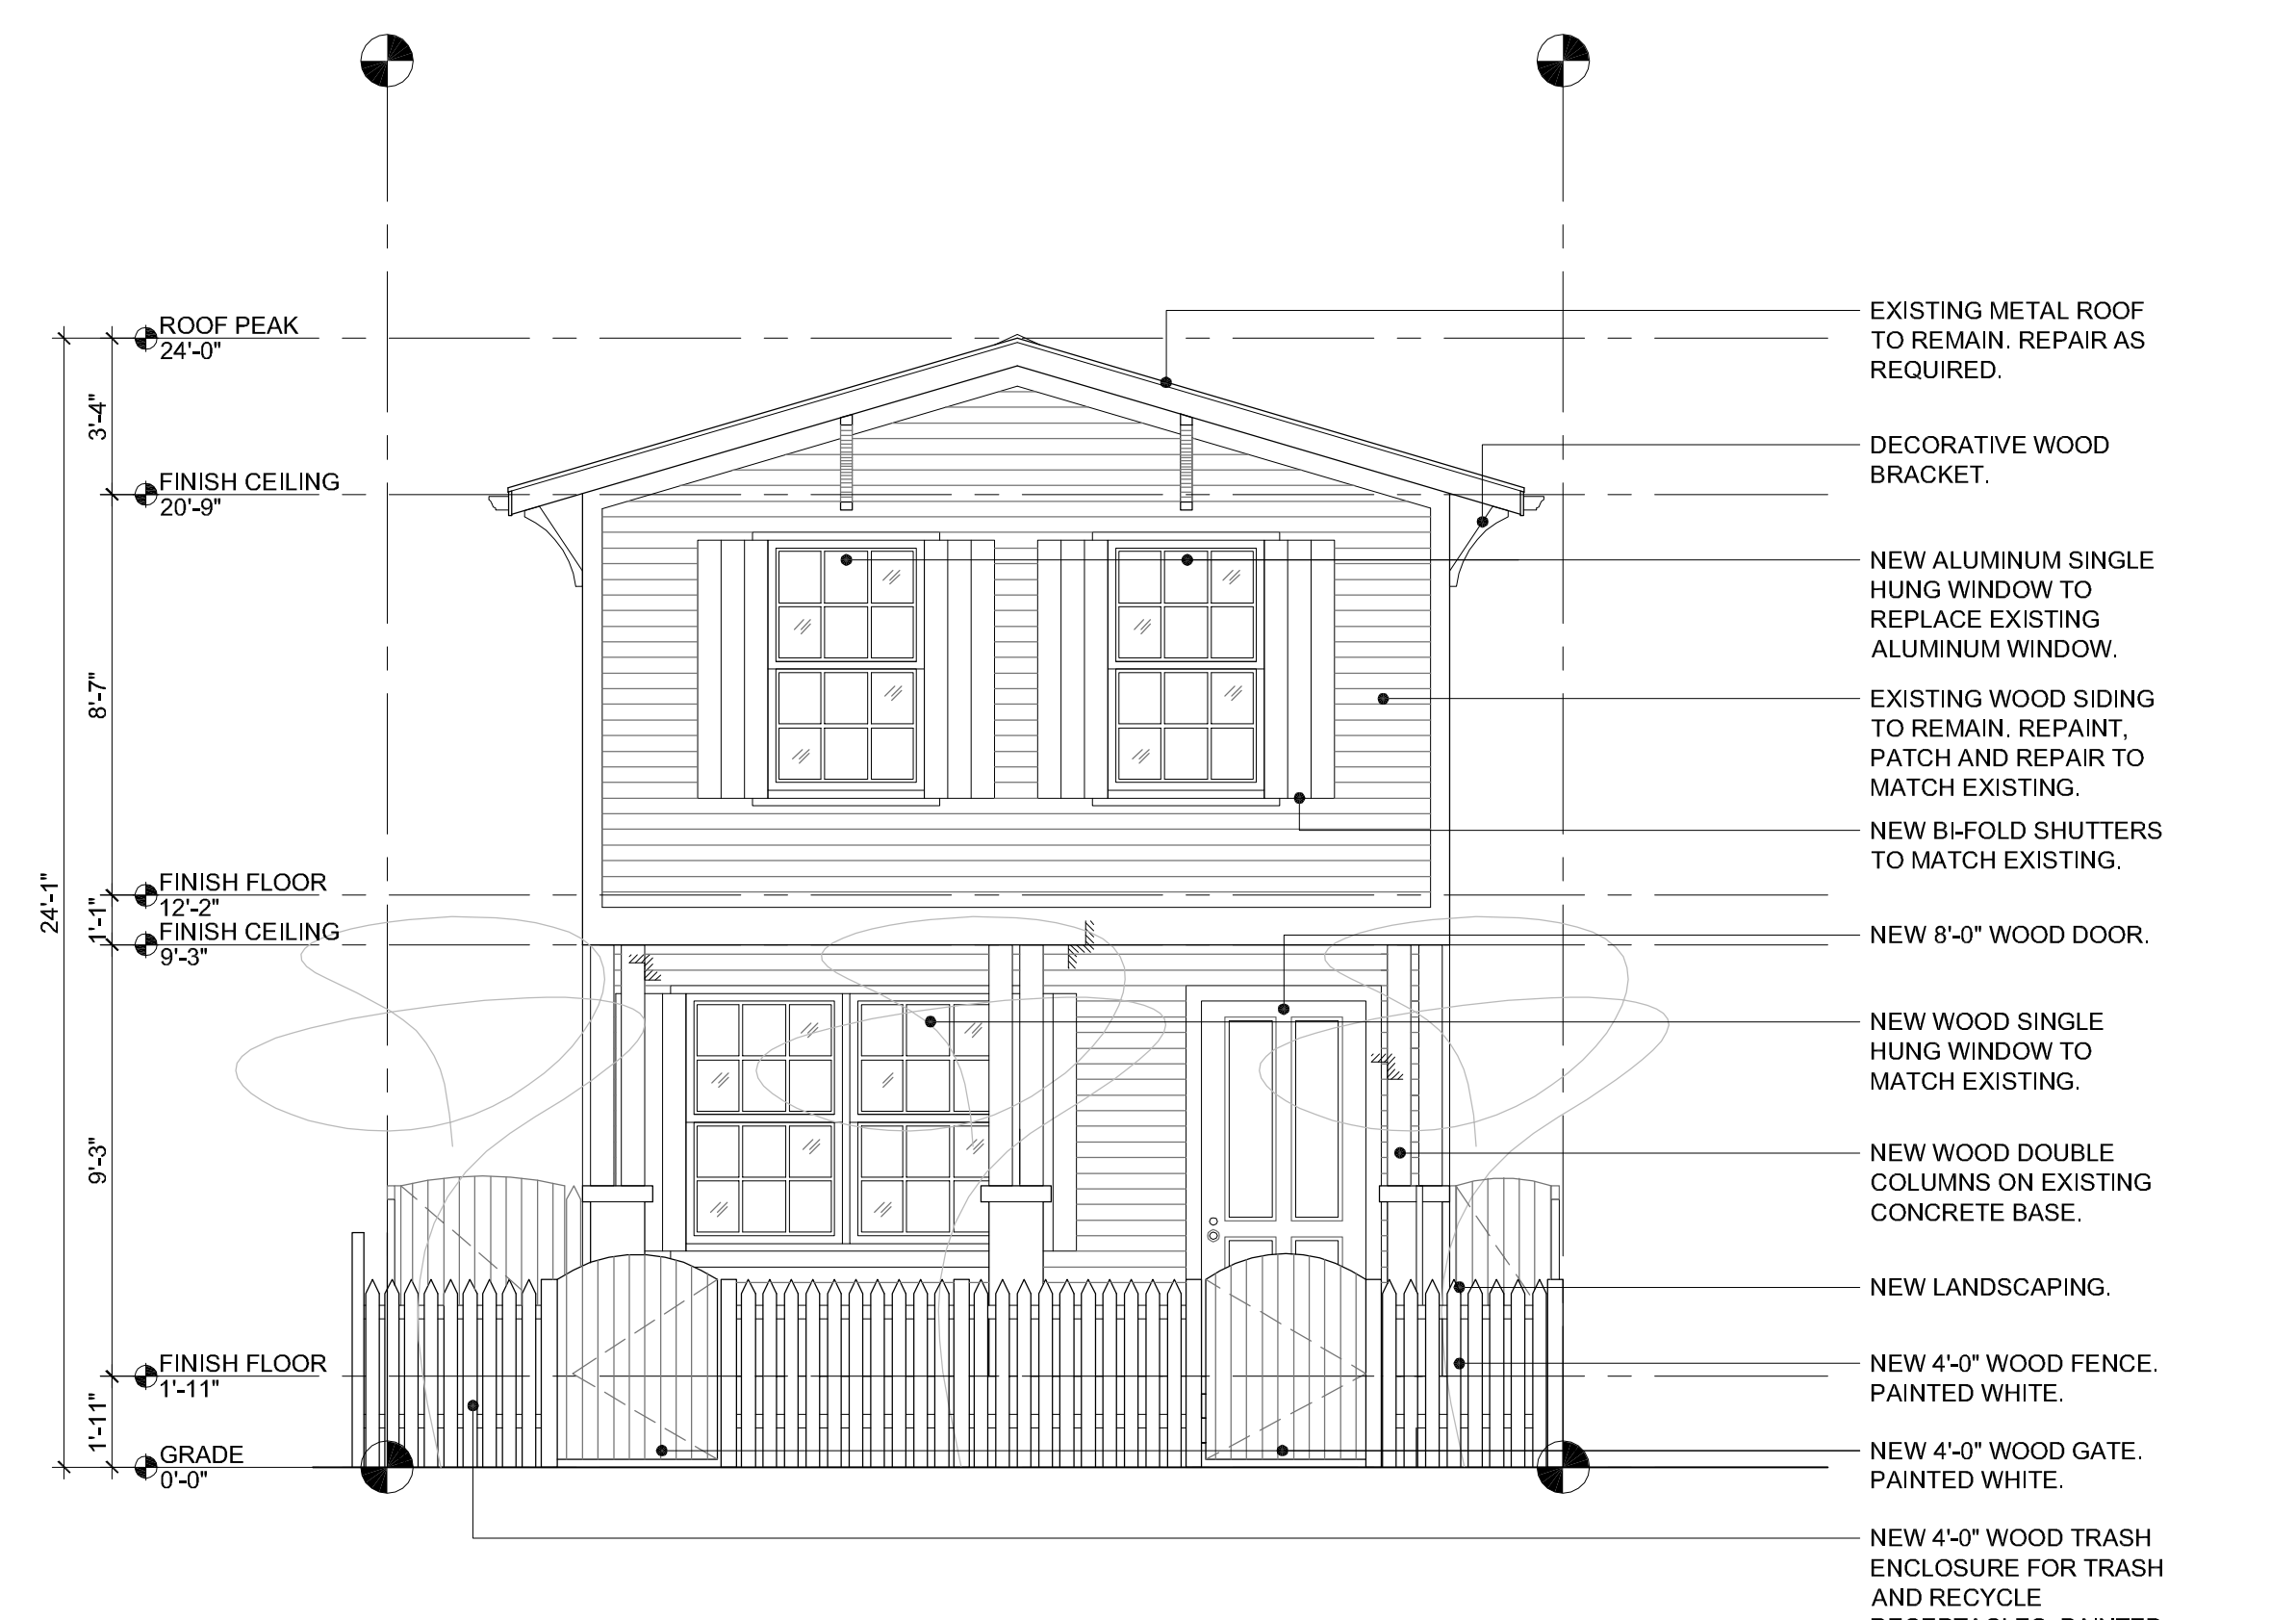 ROOF PEAK
24'-0"
FINISH CEILING
20'-9"
FINISH FLOOR
12'-2"
FINISH CEILING
9'-3"
FINISH FLOOR
1'-11"
GRADE
0'-0"
3'-4"
8'-7"
1'-1"
9'-3"
1'-11"
24'-1"
EXISTING METAL ROOF
TO REMAIN. REPAIR AS
REQUIRED.
DECORATIVE WOOD
BRACKET.
NEW ALUMINUM SINGLE
HUNG WINDOW TO
REPLACE EXISTING
ALUMINUM WINDOW.
EXISTING WOOD SIDING
TO REMAIN. REPAINT,
PATCH AND REPAIR TO
MATCH EXISTING.
NEW BI-FOLD SHUTTERS
TO MATCH EXISTING.
NEW 8'-0" WOOD DOOR.
NEW WOOD SINGLE
HUNG WINDOW TO
MATCH EXISTING.
NEW WOOD DOUBLE
COLUMNS ON EXISTING
CONCRETE BASE.
NEW LANDSCAPING.
NEW 4'-0" WOOD FENCE.
PAINTED WHITE.
NEW 4'-0" WOOD GATE.
PAINTED WHITE.
NEW 4'-0" WOOD TRASH
ENCLOSURE FOR TRASH
AND RECYCLE